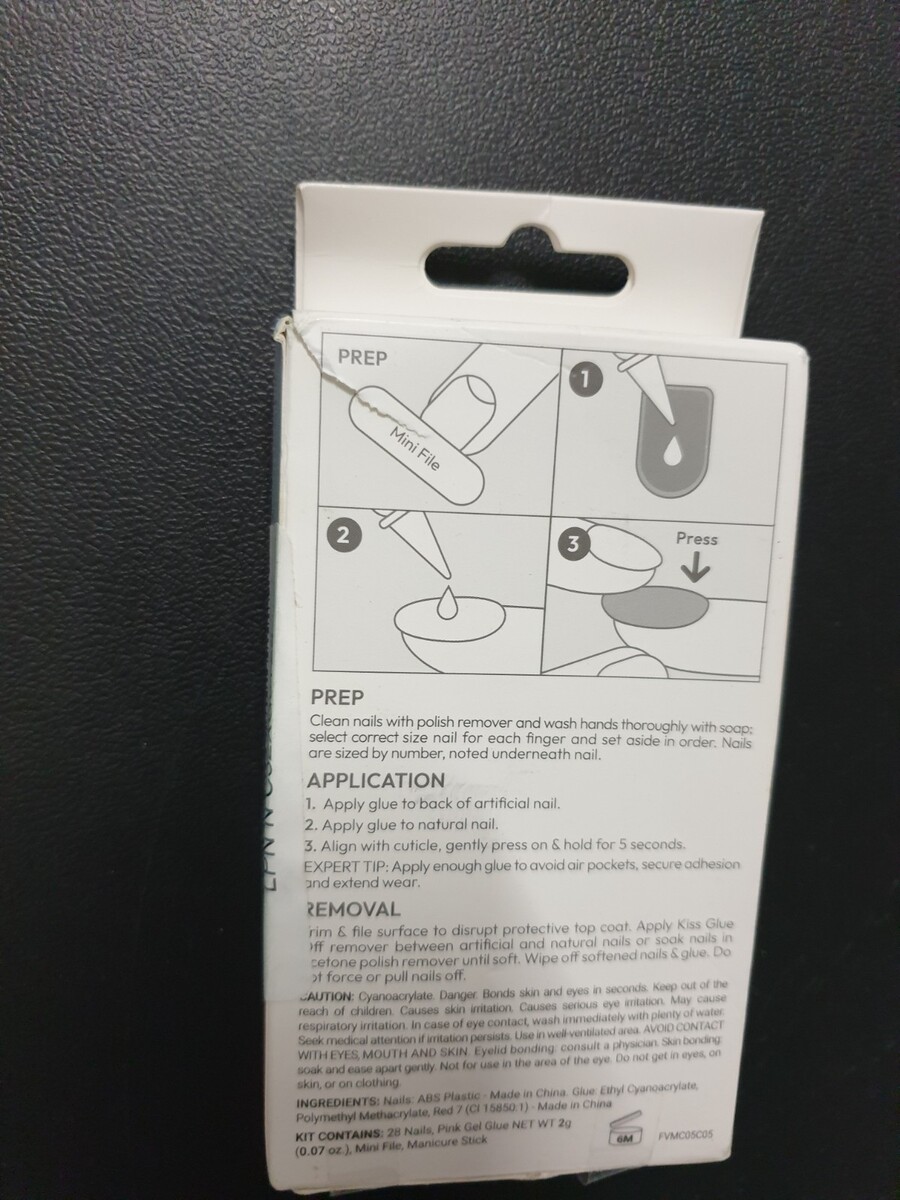 PREP
Mini File
1
2
3
Press
PREP
Clean nails with polish remover and wash hands thoroughly with soap;
select correct size nail for each finger and set aside in order. Nails
are sized by number, noted underneath nail.
APPLICATION
1. Apply glue to back of artificial nail.
2. Apply glue to natural nail.
3. Align with cuticle, gently press on & hold for 5 seconds.
EXPERT TIP: Apply enough glue to avoid air pockets, secure adhesion
and extend wear.
REMOVAL
rim & file surface to disrupt protective top coat. Apply Kiss Glue
ff remover between artificial and natural nails or soak nails in
cetone polish remover until soft. Wipe off softened nails & glue. Do
ot force or pull nails off.
CAUTION: Cyanoacrylate. Danger. Bonds skin and eyes in seconds. Keep out of the
reach of children. Causes skin irritation. Causes serious eye irritation. May cause
respiratory irritation. In case of eye contact, wash immediately with plenty of water.
Seek medical attention if irritation persists. Use in well-ventilated area. AVOID CONTACT
WITH EYES, MOUTH AND SKIN. Eyelid bonding: consult a physician. Skin bonding:
soak and ease apart gently. Not for use in the area of the eye. Do not get in eyes, on
skin, or on clothing.
INGREDIENTS: Nails: ABS Plastic · Made in China. Glue: Ethyl Cyanoacrylate,
Polymethyl Methacrylate, Red 7 (CI 15850:1) · Made in China
KIT CONTAINS: 28 Nails, Pink Gel Glue NET WT 2g
(0.07 oz.), Mini File, Manicure Stick
6M
FVMC05C05